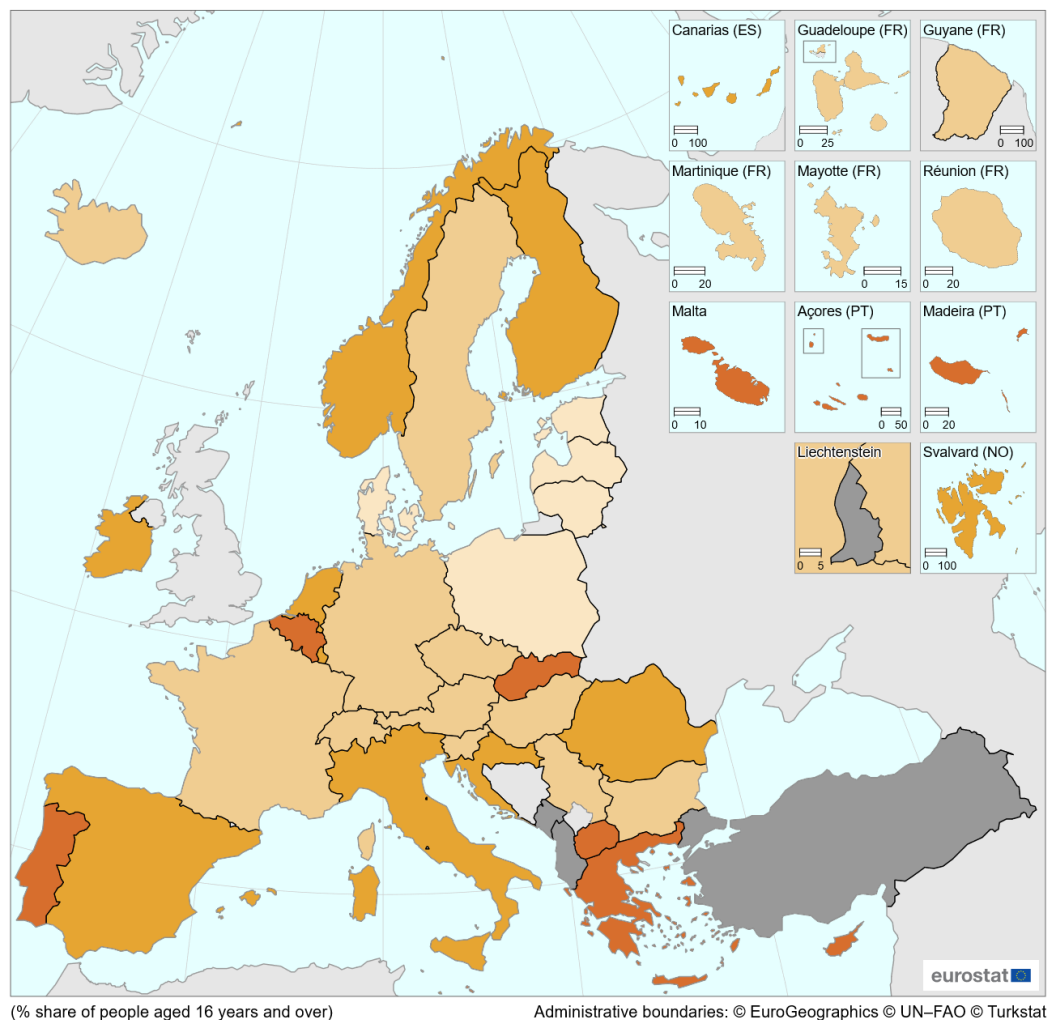 Canarias (ES)
0 100
Guadeloupe (FR)
0 25
Guyane (FR)
0 100
Martinique (FR)
0 20
Mayotte (FR)
0 15
Réunion (FR)
0 20
Malta
0 10
Açores (PT)
0 50
Madeira (PT)
0 20
Liechtenstein
0 5
Svalvard (NO)
0 100
eurostat
(% share of people aged 16 years and over)
Administrative boundaries: © EuroGeographics © UN–FAO © Turkstat